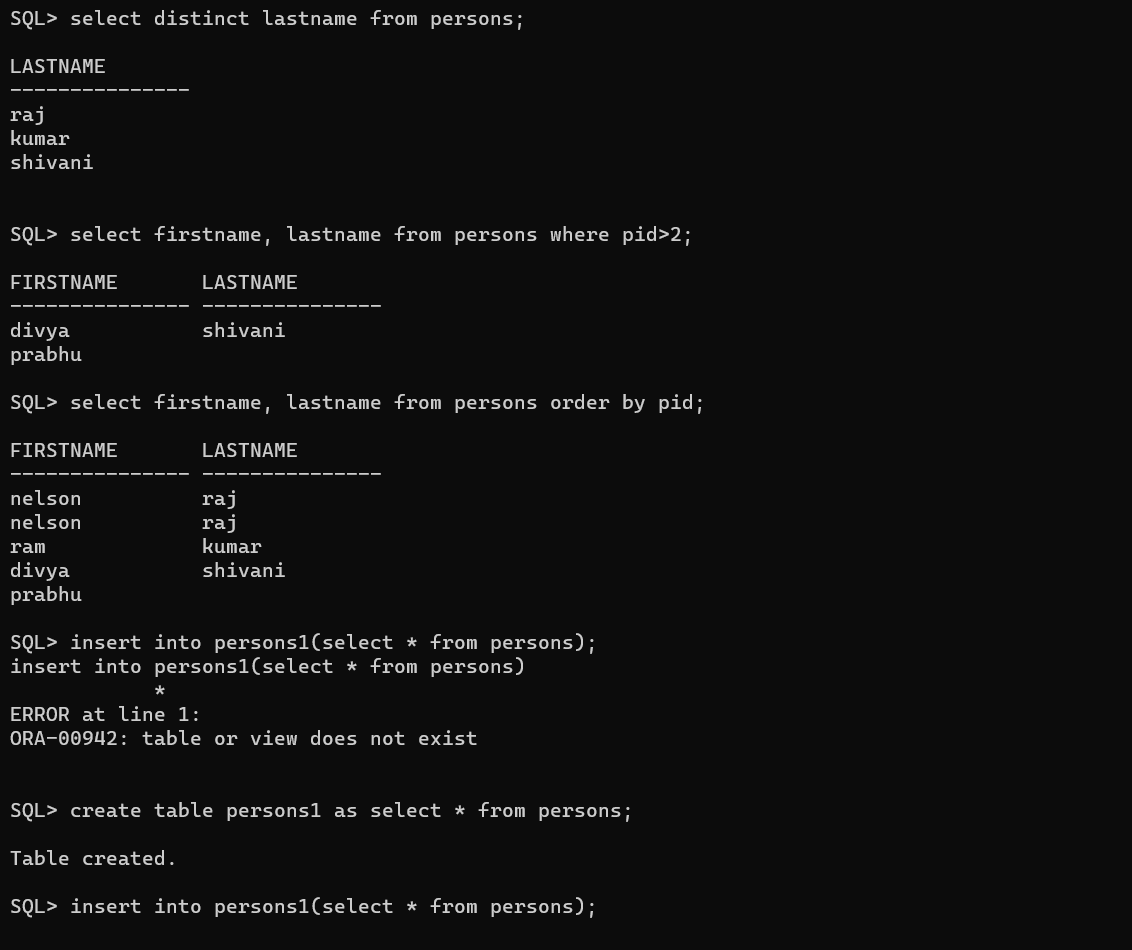 SQL> select distinct lastname from persons;
LASTNAME
---------------
raj
kumar
shivani
SQL> select firstname, lastname from persons where pid>2;
FIRSTNAME       LASTNAME
--------------- ---------------
divya           shivani
prabhu
SQL> select firstname, lastname from persons order by pid;
FIRSTNAME       LASTNAME
--------------- ---------------
nelson          raj
nelson          raj
ram             kumar
divya           shivani
prabhu
SQL> insert into persons1(select * from persons);
insert into persons1(select * from persons)
            *
ERROR at line 1:
ORA-00942: table or view does not exist
SQL> create table persons1 as select * from persons;
Table created.
SQL> insert into persons1(select * from persons);